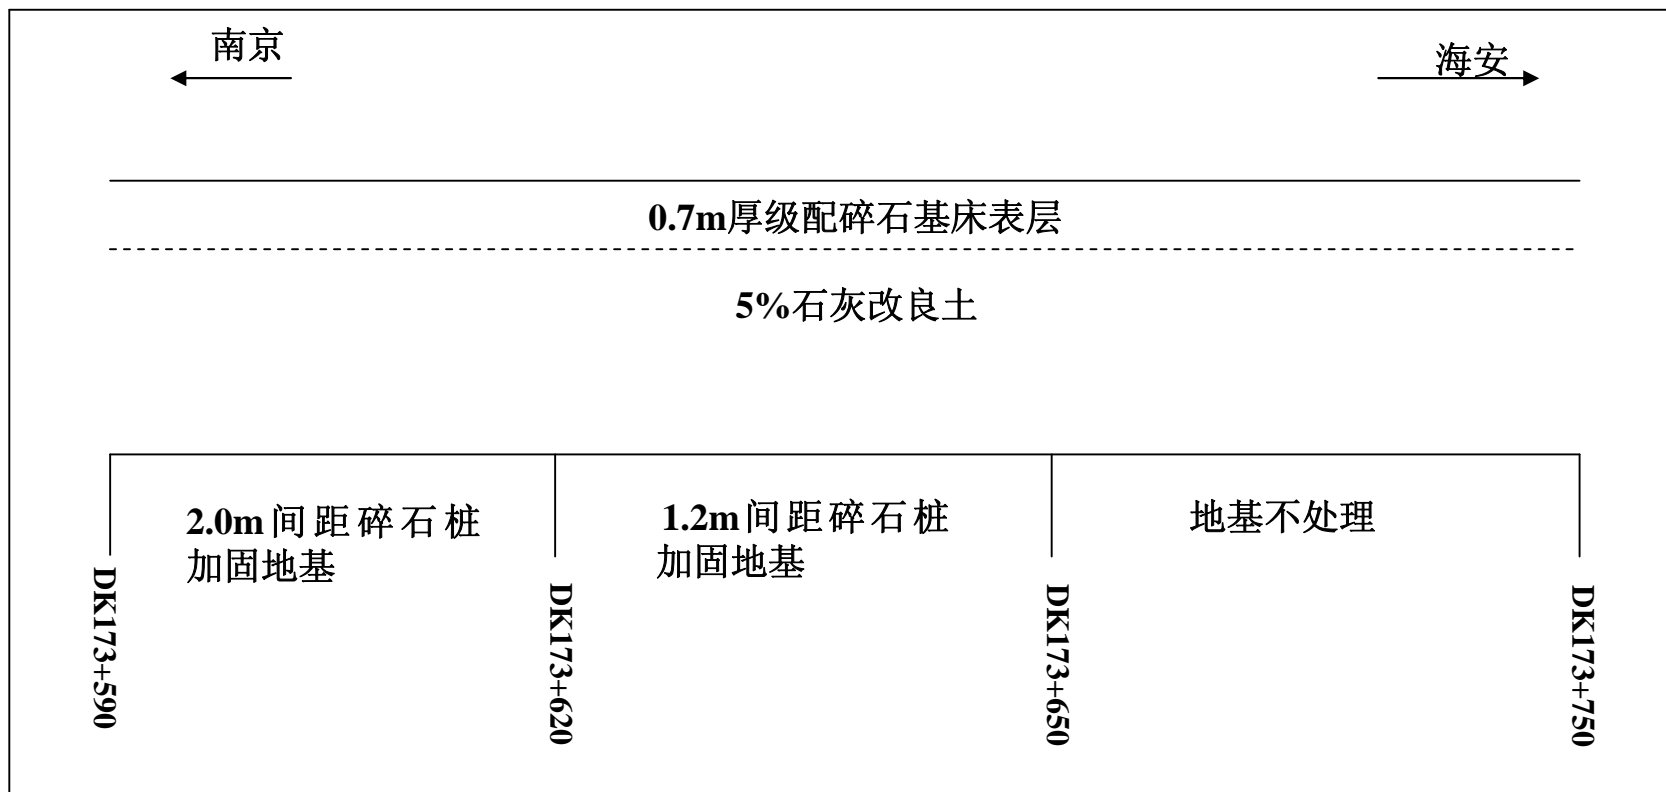 南京
海安
0.7m厚级配碎石基床表层
5%石灰改良土
2.0m间距碎石桩
加固地基
1.2m间距碎石桩
加固地基
地基不处理
DK173+590
DK173+620
DK173+650
DK173+750